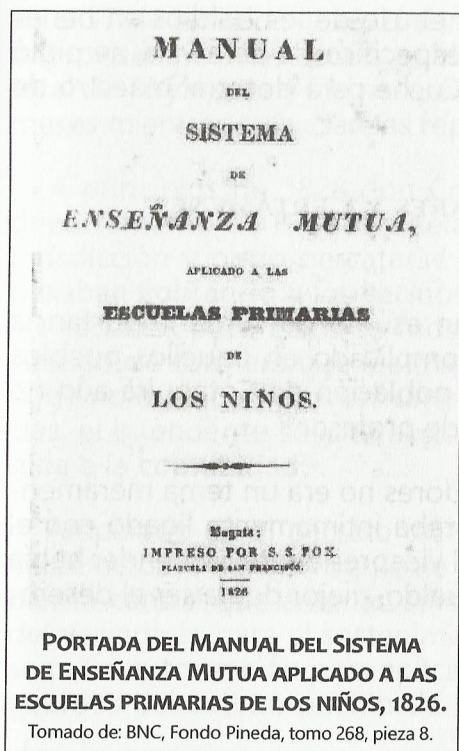 MANUAL
DEL
SISTEMA
DE
ENSEÑANZA MUTUA,
APLICADO A LAS
ESCUELAS PRIMARIAS
DE
LOS NIÑOS.
Bogotá:
IMPRESO POR S. S. FOX.
PLAZUELA DE SAN FRANCISCO.
1826
PORTADA DEL MANUAL DEL SISTEMA
DE ENSEÑANZA MUTUA APLICADO A LAS
ESCUELAS PRIMARIAS DE LOS NIÑOS, 1826.
Tomado de: BNC, Fondo Pineda, tomo 268, pieza 8.